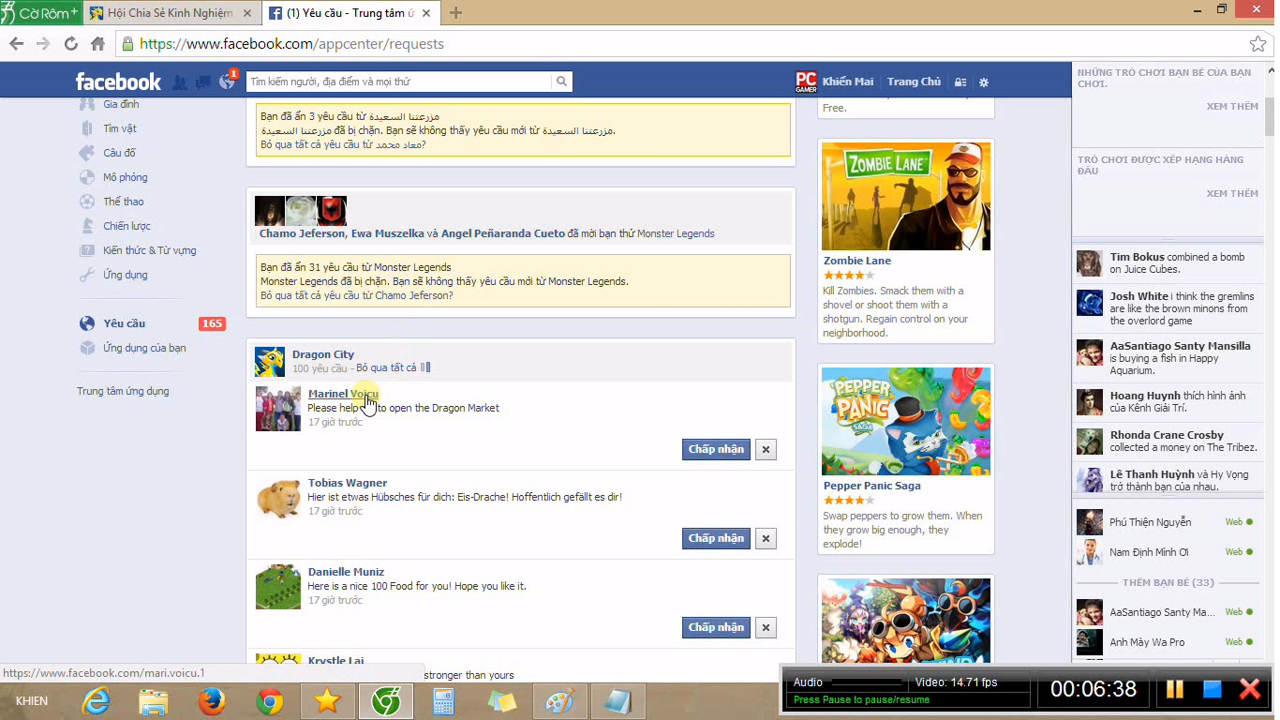 Cờ Rôm+
Hội Chia Sẻ Kinh Nghiệm
(1) Yêu cầu - Trung tâm ứ
https://www.facebook.com/appcenter/requests
facebook
1
Tìm kiếm người, địa điểm và mọi thứ
PC GAMER
Khiến Mai
Trang Chủ
Gia đình
Tìm vật
Câu đố
Mô phỏng
Thể thao
Chiến lược
Kiến thức & Từ vựng
Ứng dụng
Yêu cầu
165
Ứng dụng của bạn
Trung tâm ứng dụng
Bạn đã ẩn 3 yêu cầu từ مزرعتنا السعيدة
مزرعتنا السعيدة đã bị chặn. Bạn sẽ không thấy yêu cầu mới từ مزرعتنا السعيدة.
Bỏ qua tất cả yêu cầu từ معاد محمد?
Chamo Jeferson, Ewa Muszelka và Angel Peñaranda Cueto đã mời bạn thử Monster Legends
Bạn đã ẩn 31 yêu cầu từ Monster Legends
Monster Legends đã bị chặn. Bạn sẽ không thấy yêu cầu mới từ Monster Legends.
Bỏ qua tất cả yêu cầu từ Chamo Jeferson?
Dragon City
100 yêu cầu - Bỏ qua tất cả
Marinel Voicu
Please help to open the Dragon Market
17 giờ trước
Chấp nhận
Tobias Wagner
Hier ist etwas Hübsches für dich: Eis-Drache! Hoffentlich gefällt es dir!
17 giờ trước
Chấp nhận
Danielle Muniz
Here is a nice 100 Food for you! Hope you like it.
17 giờ trước
Chấp nhận
Krystle Lai
stronger than yours
Free.
ZOMBIE LANE
Zombie Lane
Kill Zombies. Smack them with a
shovel or shoot them with a
shotgun. Regain control on your
neighborhood.
PEPPER
PANIC
SAGA
Pepper Panic Saga
Swap peppers to grow them. When
they grow big enough, they
explode!
NHỮNG TRÒ CHƠI BẠN BÈ CỦA BẠN
CHƠI.
XEM THÊM
TRÒ CHƠI ĐƯỢC XẾP HẠNG HÀNG
ĐẦU
XEM THÊM
Tim Bokus combined a bomb
on Juice Cubes.
Josh White i think the gremlins
are like the brown minons from
the overlord game
AaSantiago Santy Mansilla
is buying a fish in Happy
Aquarium.
Hoang Huynh thích hình ảnh
của Kênh Giải Trí.
Rhonda Crane Crosby
collected a money on The Tribez.
Lê Thanh Huỳnh và Hy Vọng
trở thành bạn của nhau.
Phú Thiện Nguyễn
Web
Nam Định Mình Ơi
Web
THÊM BẠN BÈ (33)
AaSantiago Santy Ma...
Web
Anh Mây Wa Pro
Web
https://www.facebook.com/mari.voicu.1
KHIEN
Audio
Video: 14.71 fps
Press Pause to pause/resume
00:06:38